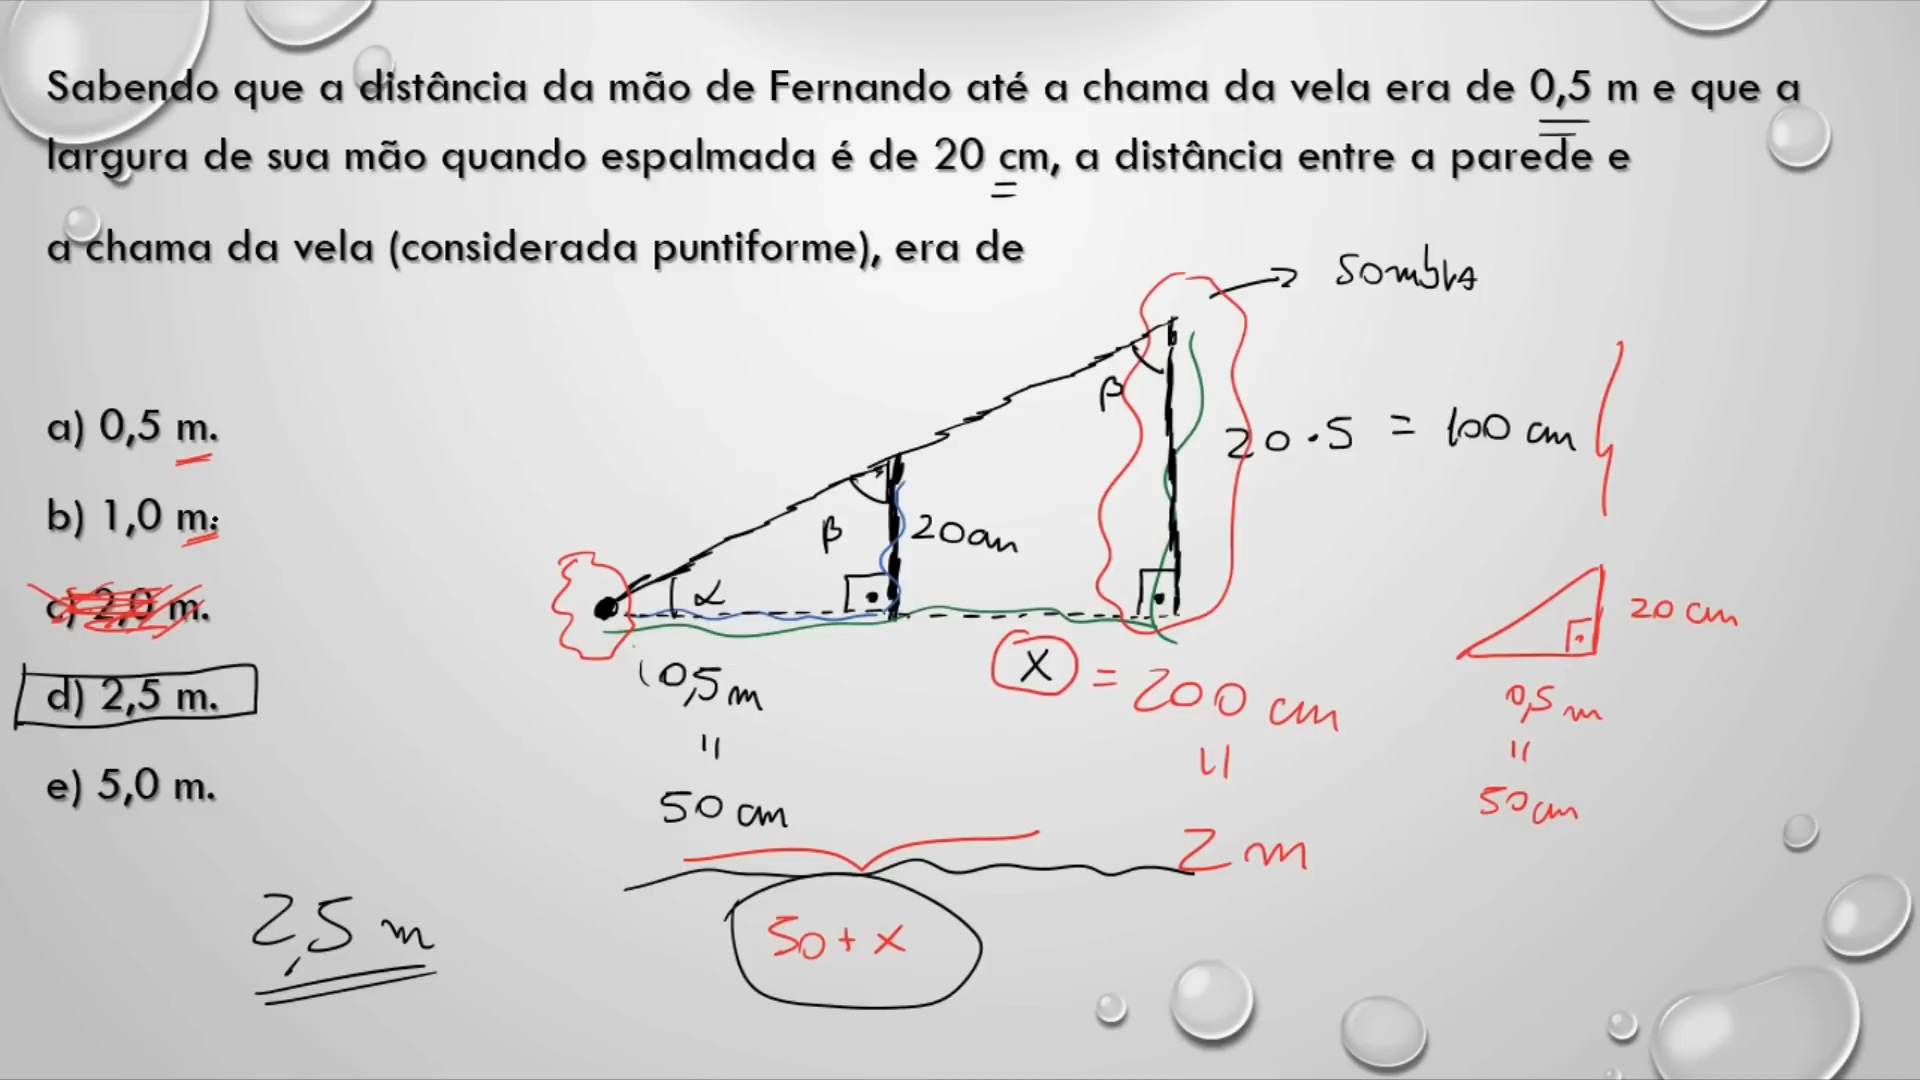 Sabendo que a distância da mão de Fernando até a chama da vela era de 0,5 m e que a
largura de sua mão quando espalmada é de 20 cm, a distância entre a parede e
a chama da vela (considerada puntiforme), era de
sombra
a) 0,5 m.
b) 1,0 m.
c) 2,0 m.
d) 2,5 m.
e) 5,0 m.
β
20 · 5 = 100 cm
β
20cm
α
20 cm
0,5 m
x = 200 cm
0,5 m
=
=
=
50 cm
50 cm
2 m
50 + x
2,5 m